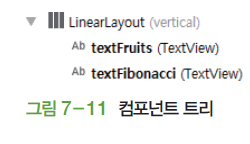 LinearLayout (vertical)
Ab textFruits (TextView)
Ab textFibonacci (TextView)
그림 7-11 컴포넌트 트리